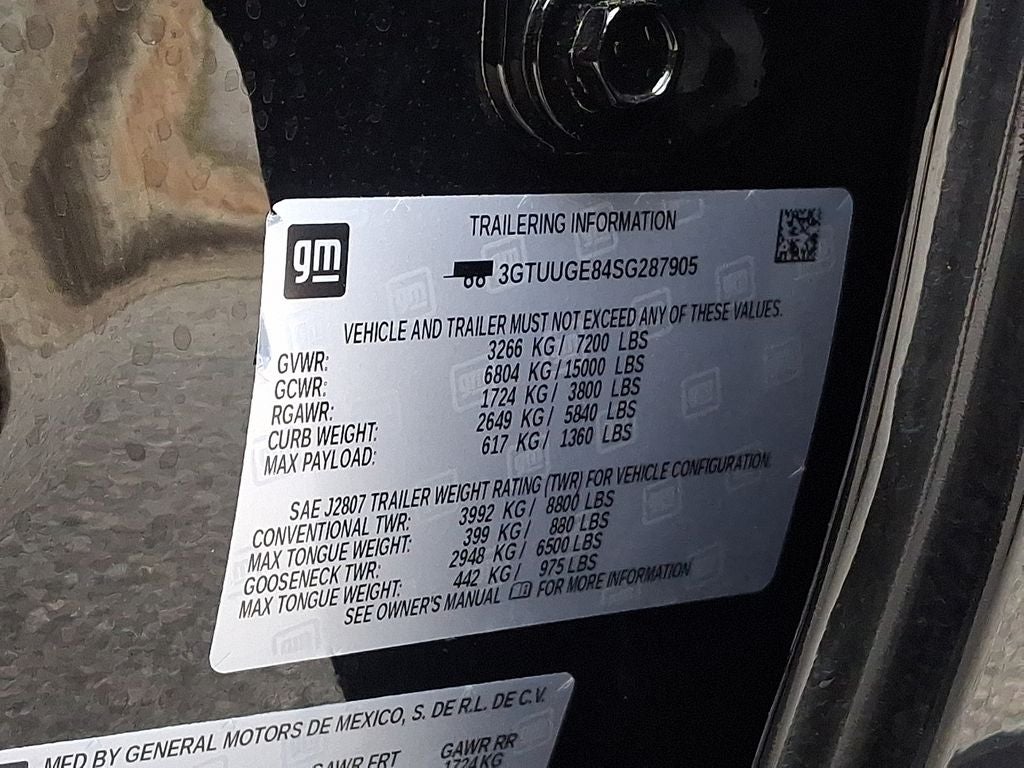 gm
TRAILERING INFORMATION
3GTUUGE84SG287905
VEHICLE AND TRAILER MUST NOT EXCEED ANY OF THESE VALUES.
GVWR: 3266 KG / 7200 LBS
GCWR: 6804 KG / 15000 LBS
RGAWR: 1724 KG / 3800 LBS
CURB WEIGHT: 2649 KG / 5840 LBS
MAX PAYLOAD: 617 KG / 1360 LBS
SAE J2807 TRAILER WEIGHT RATING (TWR) FOR VEHICLE CONFIGURATION.
CONVENTIONAL TWR: 3992 KG / 8800 LBS
MAX TONGUE WEIGHT: 399 KG / 880 LBS
GOOSENECK TWR: 2948 KG / 6500 LBS
MAX TONGUE WEIGHT: 442 KG / 975 LBS
SEE OWNER'S MANUAL FOR MORE INFORMATION
MFD BY GENERAL MOTORS DE MEXICO, S. DE R.L. DE C.V.
GAWR FRT GAWR RR
1724 KG